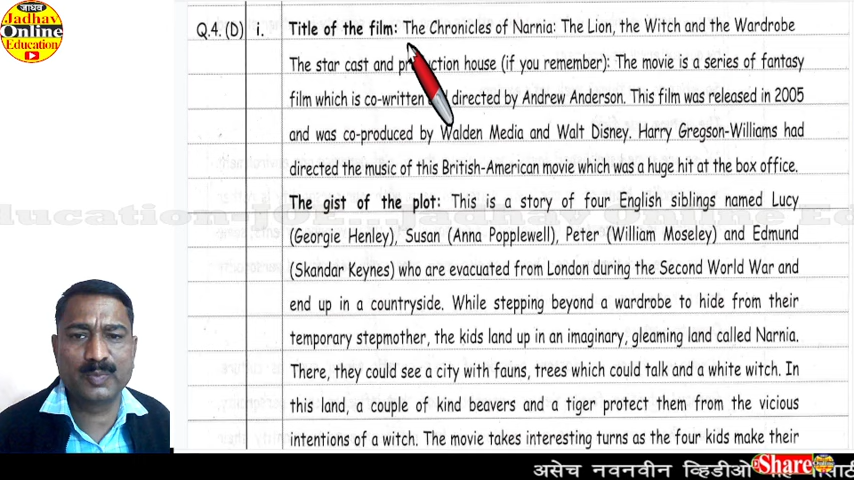 जाधव
Online
Education
Q.4. (D) i. Title of the film: The Chronicles of Narnia: The Lion, the Witch and the Wardrobe
The star cast and production house (if you remember): The movie is a series of fantasy
film which is co-written and directed by Andrew Anderson. This film was released in 2005
and was co-produced by Walden Media and Walt Disney. Harry Gregson-Williams had
directed the music of this British-American movie which was a huge hit at the box office.
The gist of the plot: This is a story of four English siblings named Lucy
(Georgie Henley), Susan (Anna Popplewell), Peter (William Moseley) and Edmund
(Skandar Keynes) who are evacuated from London during the Second World War and
end up in a countryside. While stepping beyond a wardrobe to hide from their
temporary stepmother, the kids land up in an imaginary, gleaming land called Narnia.
There, they could see a city with fauns, trees which could talk and a white witch. In
this land, a couple of kind beavers and a tiger protect them from the vicious
intentions of a witch. The movie takes interesting turns as the four kids make their
असेच नवनवीन व्हिडीओ
Share